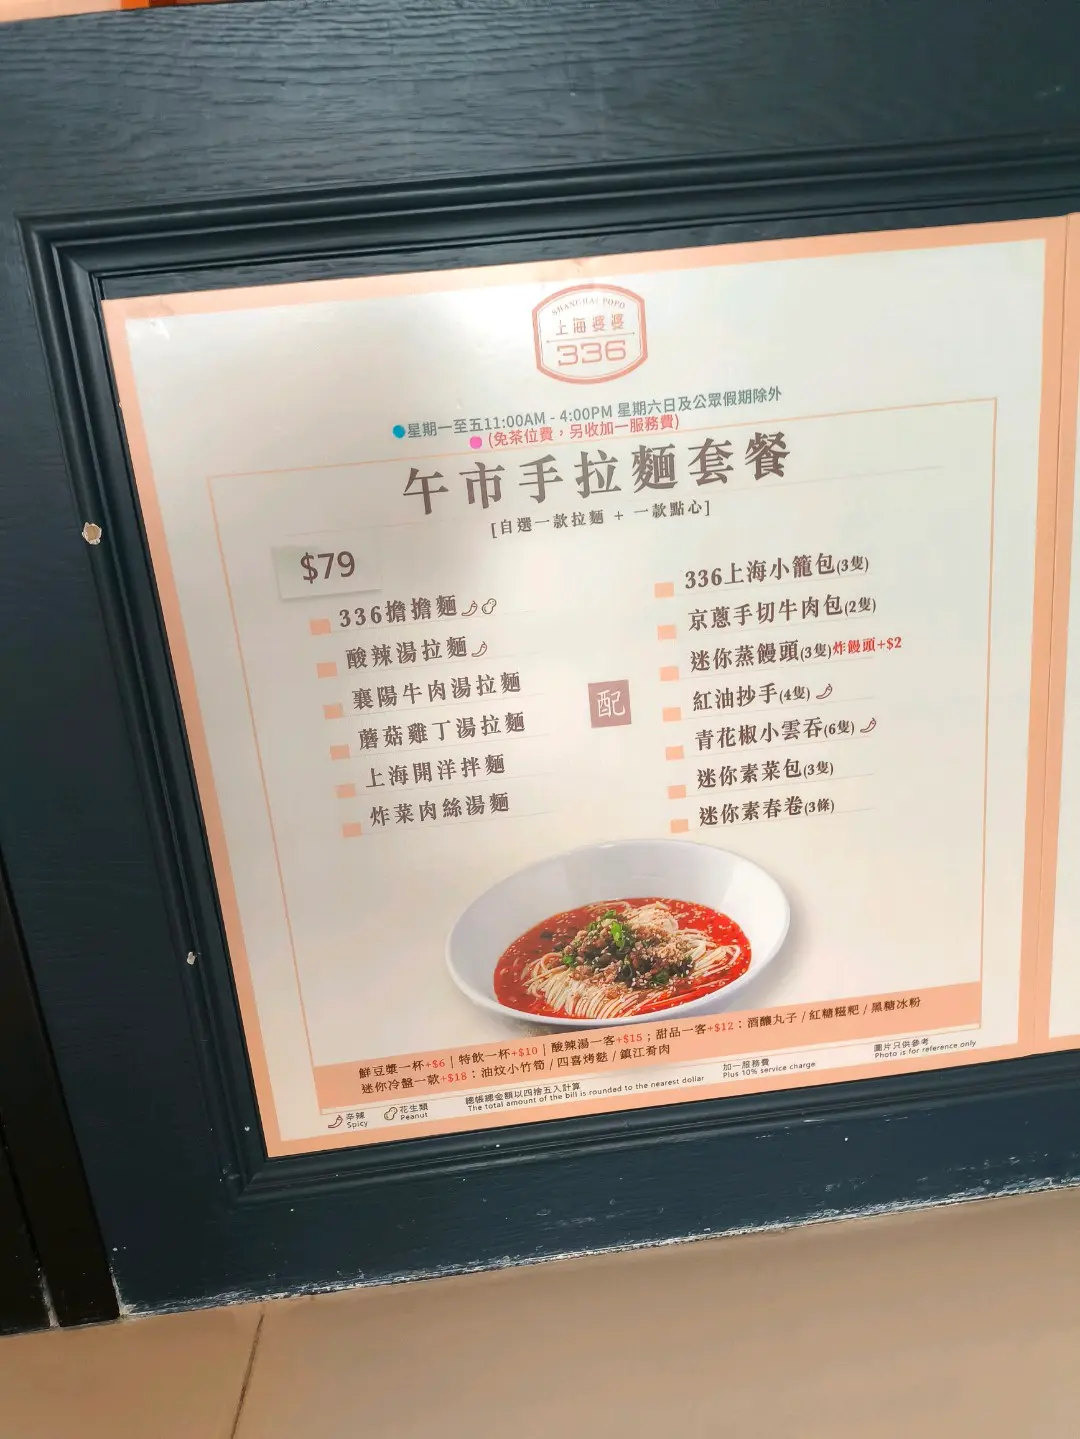 SHANGHAI POPO
上海婆婆
336
星期一至五11:00AM - 4:00PM 星期六日及公眾假期除外
(免茶位費，另收加一服務費)
午市手拉麵套餐
[自選一款拉麵 + 一款點心]
$79
336擔擔麵
酸辣湯拉麵
襄陽牛肉湯拉麵
蘑菇雞丁湯拉麵
上海開洋拌麵
炸菜肉絲湯麵
配
336上海小籠包(3隻)
京蔥手切牛肉包(2隻)
迷你蒸饅頭(3隻)炸饅頭+$2
紅油抄手(4隻)
青花椒小雲吞(6隻)
迷你素菜包(3隻)
迷你素春卷(3條)
鮮豆漿一杯+$6 | 特飲一杯+$10 | 酸辣湯一客+$15 ; 甜品一客+$12：酒釀丸子 / 紅糖糍粑 / 黑糖冰粉
迷你冷盤一款+$18：油炆小竹筍 / 四喜烤麩 / 鎮江肴肉
辛辣
Spicy
花生類
Peanut
總帳總金額以四捨五入計算
The total amount of the bill is rounded to the nearest dollar
加一服務費
Plus 10% service charge
圖片只供參考
Photo is for reference only